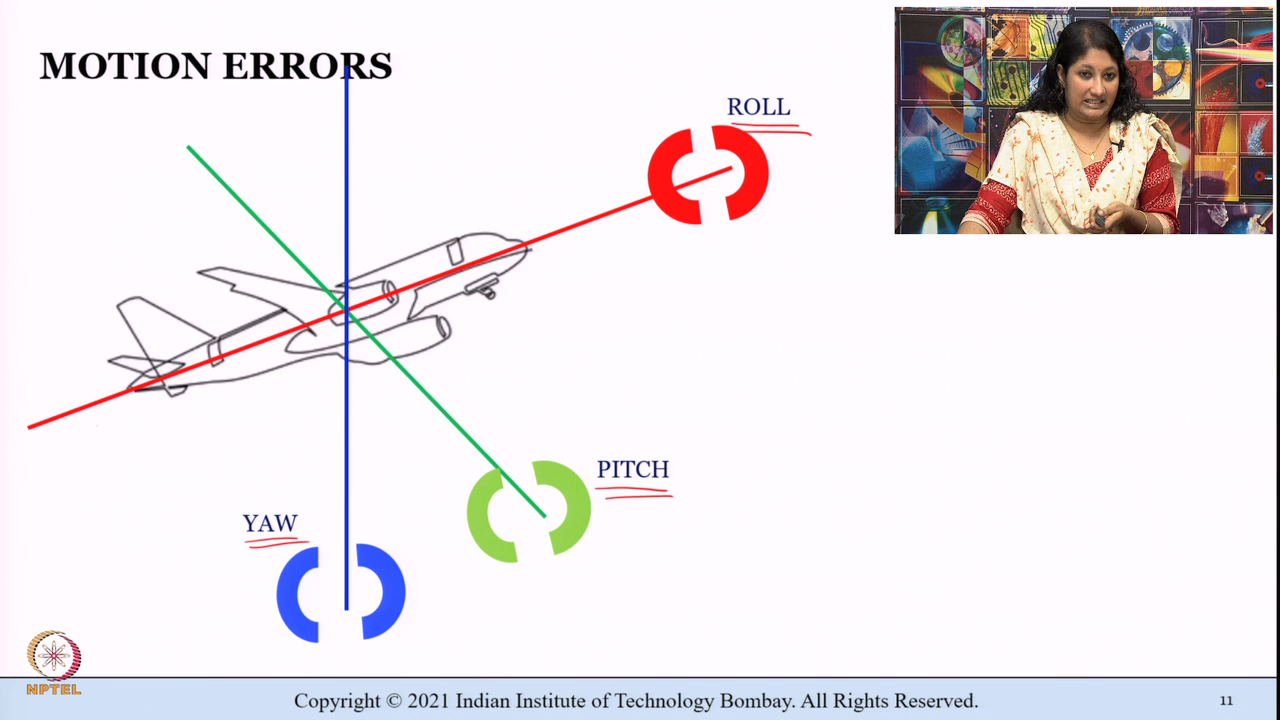 MOTION ERRORS
ROLL
PITCH
YAW
NPTEL
Copyright © 2021 Indian Institute of Technology Bombay. All Rights Reserved.
11